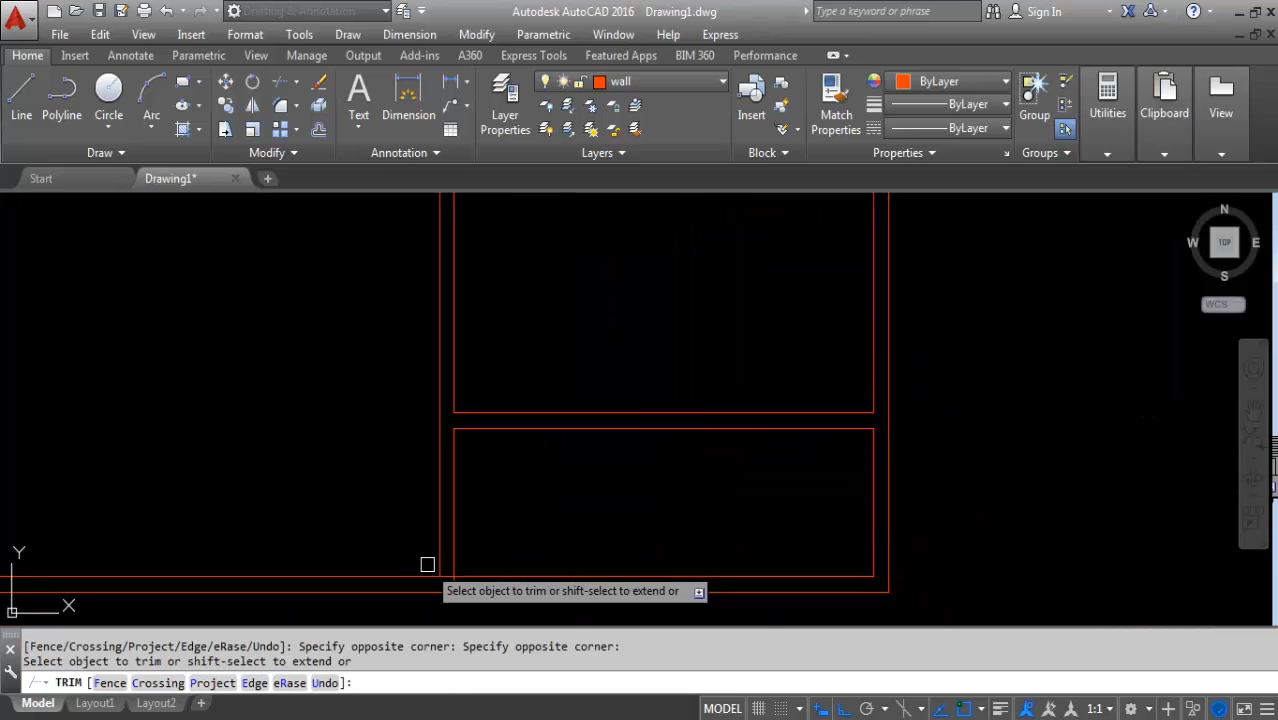 Drawing & Annotation
Autodesk AutoCAD 2016 Drawing1.dwg
Type a keyword or phrase
Sign In
File Edit View Insert Format Tools Draw Dimension Modify Parametric Window Help Express
Home Insert Annotate Parametric View Manage Output Add-ins A360 Express Tools Featured Apps BIM 360 Performance
wall
ByLayer
ByLayer
ByLayer
Line Polyline Circle Arc
Text Dimension
Layer Properties
Insert
Match Properties
Group
Utilities
Clipboard
View
Draw Modify Annotation Layers Block Properties Groups
Start Drawing1*
N
W TOP E
S
WCS
Y
X
Select object to trim or shift-select to extend or
[Fence/Crossing/Project/Edge/eRase/Undo]: Specify opposite corner: Specify opposite corner:
Select object to trim or shift-select to extend or
TRIM [Fence Crossing Project Edge eRase Undo]:
Model Layout1 Layout2
MODEL
1:1